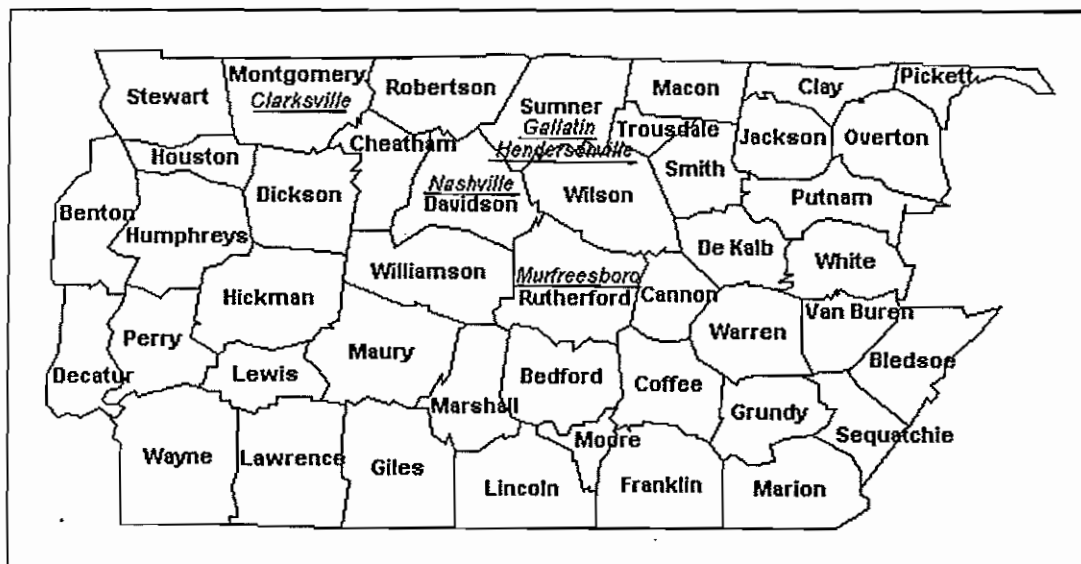 Stewart
Montgomery
Clarksville
Robertson
Sumner
Gallatin
Hendersonville
Macon
Clay
Pickett
Trousdale
Jackson
Overton
Houston
Cheatham
Smith
Dickson
Nashville
Davidson
Wilson
Putnam
Benton
Humphreys
De Kalb
White
Williamson
Murfreesboro
Rutherford
Cannon
Hickman
Van Buren
Perry
Warren
Maury
Bledsoe
Decatur
Lewis
Bedford
Coffee
Marshall
Grundy
Moore
Sequatchie
Wayne
Lawrence
Giles
Lincoln
Franklin
Marion